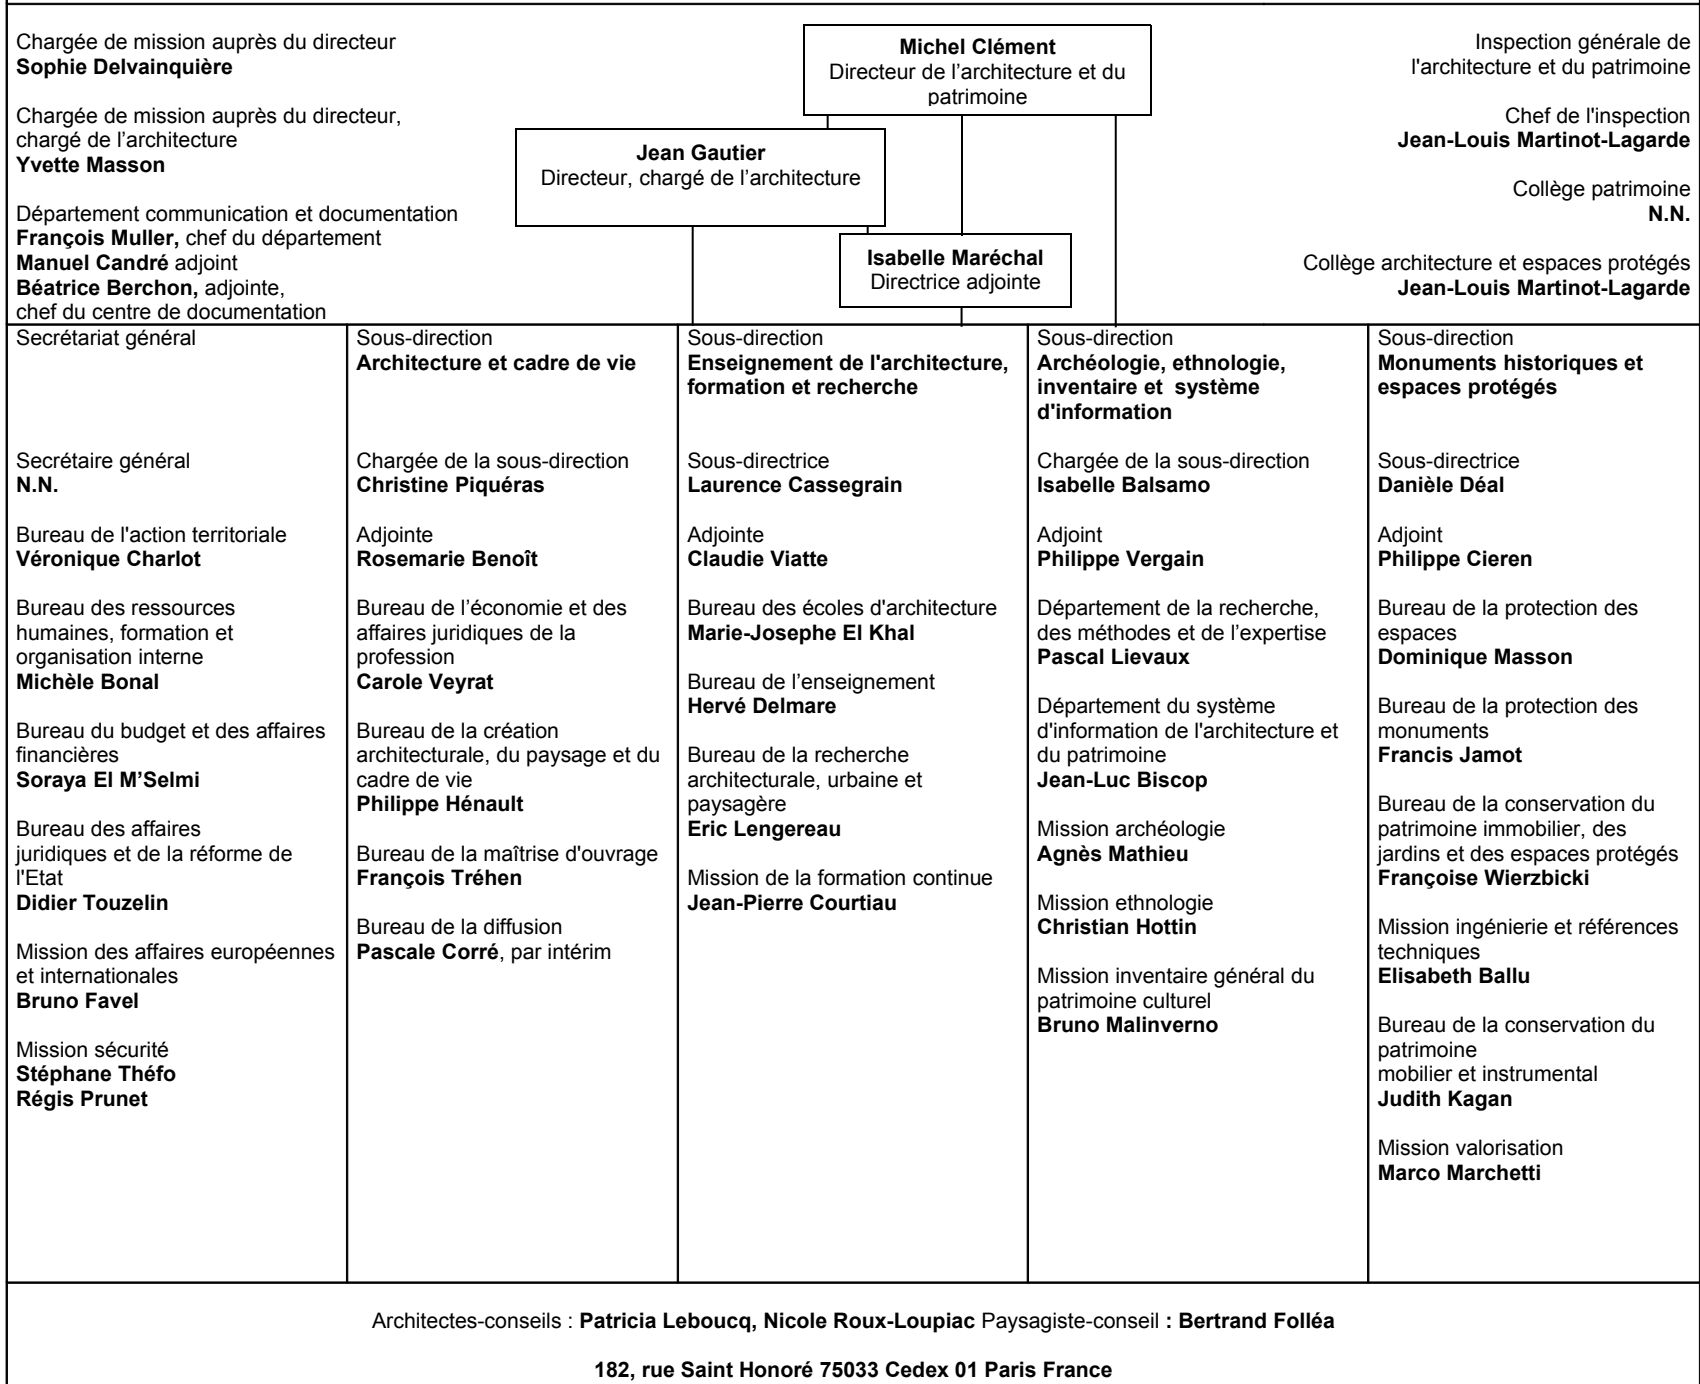 Chargée de mission auprès du directeur
Sophie Delvainquière
Chargée de mission auprès du directeur,
chargé de l’architecture
Yvette Masson
Département communication et documentation
François Muller, chef du département
Manuel Candré adjoint
Béatrice Berchon, adjointe,
chef du centre de documentation
Michel Clément
Directeur de l’architecture et du
patrimoine
Jean Gautier
Directeur, chargé de l’architecture
Isabelle Maréchal
Directrice adjointe
Inspection générale de
l'architecture et du patrimoine
Chef de l'inspection
Jean-Louis Martinot-Lagarde
Collège patrimoine
N.N.
Collège architecture et espaces protégés
Jean-Louis Martinot-Lagarde
Secrétariat général
Secrétaire général
N.N.
Bureau de l'action territoriale
Véronique Charlot
Bureau des ressources
humaines, formation et
organisation interne
Michèle Bonal
Bureau du budget et des affaires
financières
Soraya El M’Selmi
Bureau des affaires
juridiques et de la réforme de
l'Etat
Didier Touzelin
Mission des affaires européennes
et internationales
Bruno Favel
Mission sécurité
Stéphane Théfo
Régis Prunet
Sous-direction
Architecture et cadre de vie
Chargée de la sous-direction
Christine Piquéras
Adjointe
Rosemarie Benoît
Bureau de l’économie et des
affaires juridiques de la
profession
Carole Veyrat
Bureau de la création
architecturale, du paysage et du
cadre de vie
Philippe Hénault
Bureau de la maîtrise d'ouvrage
François Tréhen
Bureau de la diffusion
Pascale Corré, par intérim
Sous-direction
Enseignement de l'architecture,
formation et recherche
Sous-directrice
Laurence Cassegrain
Adjointe
Claudie Viatte
Bureau des écoles d'architecture
Marie-Josephe El Khal
Bureau de l’enseignement
Hervé Delmare
Bureau de la recherche
architecturale, urbaine et
paysagère
Eric Lengereau
Mission de la formation continue
Jean-Pierre Courtiau
Sous-direction
Archéologie, ethnologie,
inventaire et système
d'information
Chargée de la sous-direction
Isabelle Balsamo
Adjoint
Philippe Vergain
Département de la recherche,
des méthodes et de l’expertise
Pascal Lievaux
Département du système
d'information de l'architecture et
du patrimoine
Jean-Luc Biscop
Mission archéologie
Agnès Mathieu
Mission ethnologie
Christian Hottin
Mission inventaire général du
patrimoine culturel
Bruno Malinverno
Sous-direction
Monuments historiques et
espaces protégés
Sous-directrice
Danièle Déal
Adjoint
Philippe Cieren
Bureau de la protection des
espaces
Dominique Masson
Bureau de la protection des
monuments
Francis Jamot
Bureau de la conservation du
patrimoine immobilier, des
jardins et des espaces protégés
Françoise Wierzbicki
Mission ingénierie et références
techniques
Elisabeth Ballu
Bureau de la conservation du
patrimoine
mobilier et instrumental
Judith Kagan
Mission valorisation
Marco Marchetti
Architectes-conseils : Patricia Leboucq, Nicole Roux-Loupiac Paysagiste-conseil : Bertrand Folléa
182, rue Saint Honoré 75033 Cedex 01 Paris France